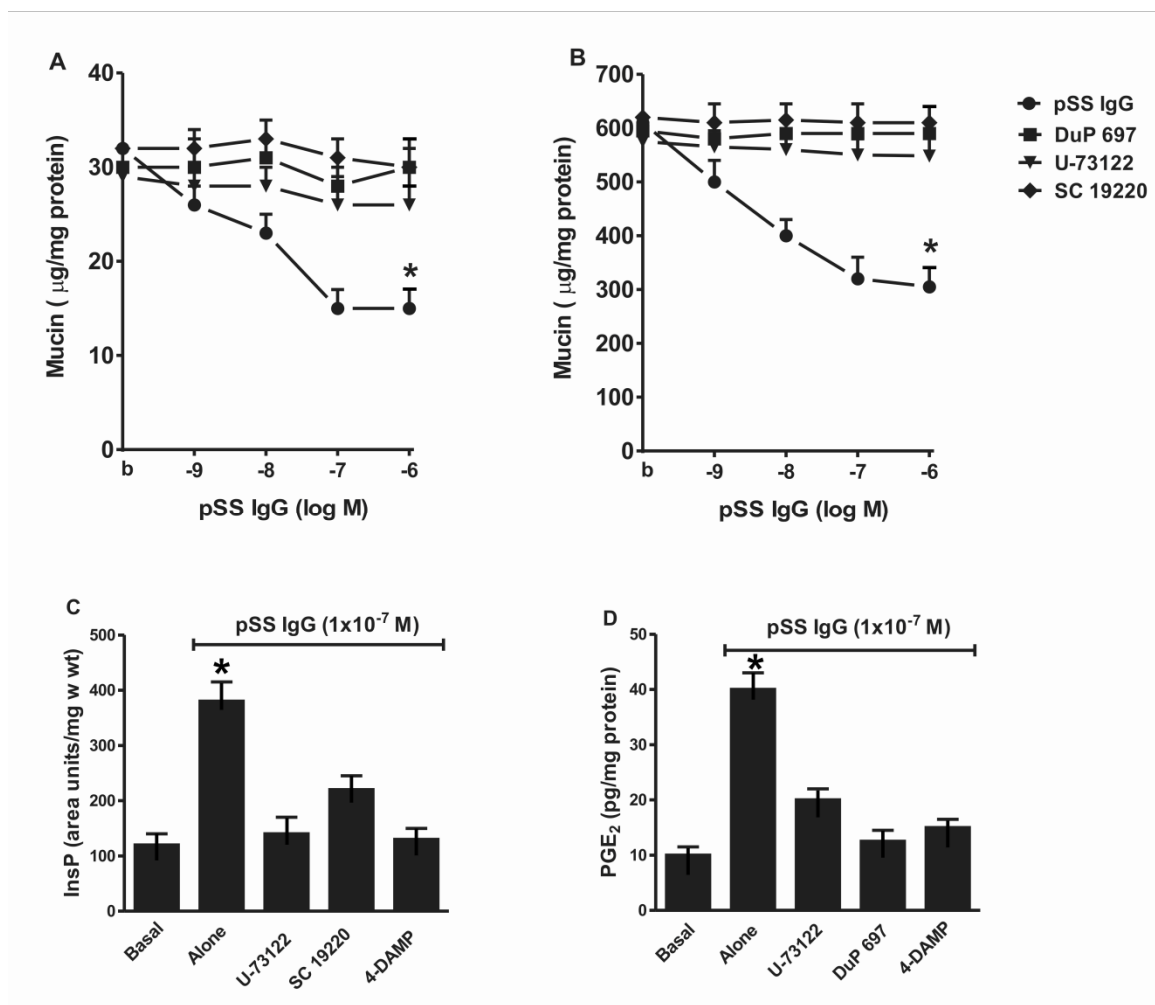 A
40
30
20
10
0
Mucin ( μg/mg protein)
*
b -9 -8 -7 -6
pSS IgG (log M)
B
700
600
500
400
300
200
100
0
Mucin ( μg/mg protein)
*
b -9 -8 -7 -6
pSS IgG (log M)
pSS IgG
DuP 697
U-73122
SC 19220
C
pSS IgG (1x10⁻⁷ M)
500
400
300
200
100
0
InsP (area units/mg w wt)
*
Basal
Alone
U-73122
SC 19220
4-DAMP
D
pSS IgG (1x10⁻⁷ M)
50
40
30
20
10
0
PGE₂ (pg/mg protein)
*
Basal
Alone
U-73122
DuP 697
4-DAMP